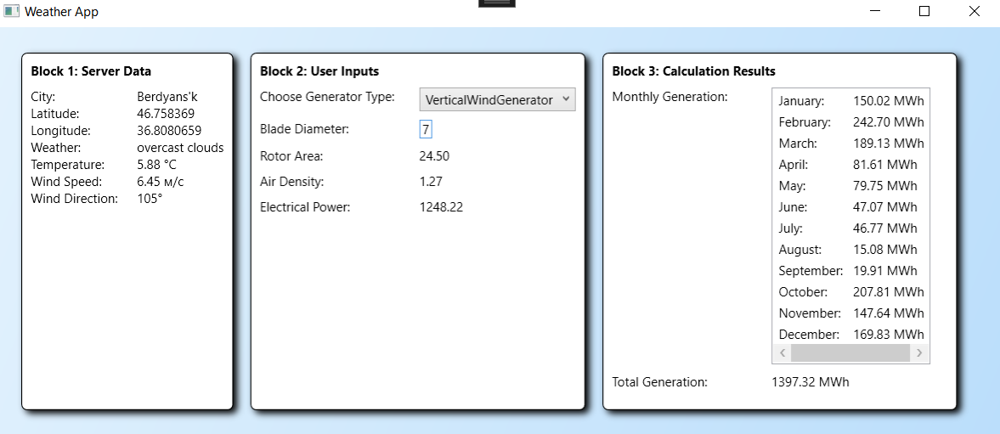 Weather App
Block 1: Server Data
City: Berdyans'k
Latitude: 46.758369
Longitude: 36.8080659
Weather: overcast clouds
Temperature: 5.88 °C
Wind Speed: 6.45 м/с
Wind Direction: 105°
Block 2: User Inputs
Choose Generator Type: VerticalWindGenerator
Blade Diameter: 7
Rotor Area: 24.50
Air Density: 1.27
Electrical Power: 1248.22
Block 3: Calculation Results
Monthly Generation:
January: 150.02 MWh
February: 242.70 MWh
March: 189.13 MWh
April: 81.61 MWh
May: 79.75 MWh
June: 47.07 MWh
July: 46.77 MWh
August: 15.08 MWh
September: 19.91 MWh
October: 207.81 MWh
November: 147.64 MWh
December: 169.83 MWh
Total Generation: 1397.32 MWh